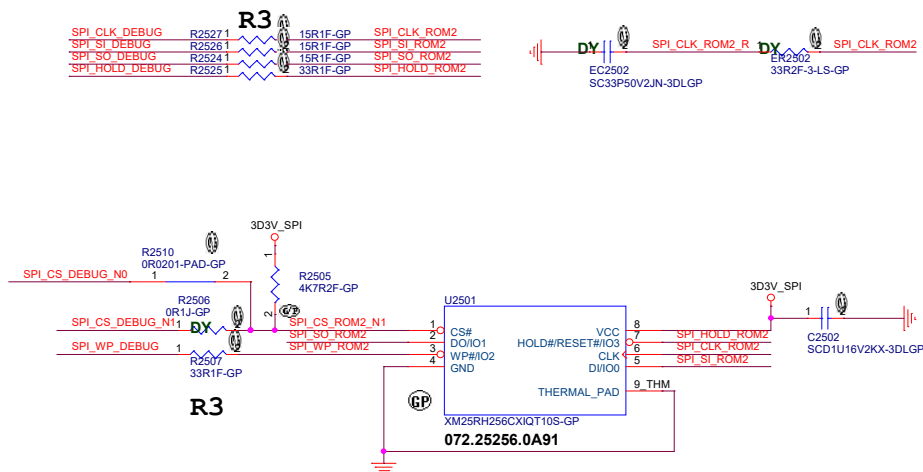 R3
SPI_CLK_DEBUG R2527 1 2 15R1F-GP SPI_CLK_ROM2
SPI_SI_DEBUG R2526 1 2 15R1F-GP SPI_SI_ROM2
SPI_SO_DEBUG R2524 1 2 15R1F-GP SPI_SO_ROM2
SPI_HOLD_DEBUG R2525 1 2 33R1F-GP SPI_HOLD_ROM2
DY 2 SPI_CLK_ROM2_R 1 DY 2 SPI_CLK_ROM2
EC2502 ER2502
SC33P50V2JN-3DLGP 33R2F-3-LS-GP
3D3V_SPI
R2510
0R0201-PAD-GP
SPI_CS_DEBUG_N0 1 2
1
R2505
4K7R2F-GP
2 G/P
R2506
0R1J-GP
SPI_CS_DEBUG_N1 1 DY 2 SPI_CS_ROM2_N1
SPI_SO_ROM2
SPI_WP_DEBUG 1 2 SPI_WP_ROM2
R2507
33R1F-GP
R3
U2501
1 CS# VCC 8
2 DO/IO1 HOLD#/RESET#/IO3 7 SPI_HOLD_ROM2
3 WP#/IO2 CLK 6 SPI_CLK_ROM2
4 GND DI/IO0 5 SPI_SI_ROM2
THERMAL_PAD 9_THM
GP
XM25RH256CXIQT10S-GP
072.25256.0A91
3D3V_SPI
1 2
C2502
SCD1U16V2KX-3DLGP